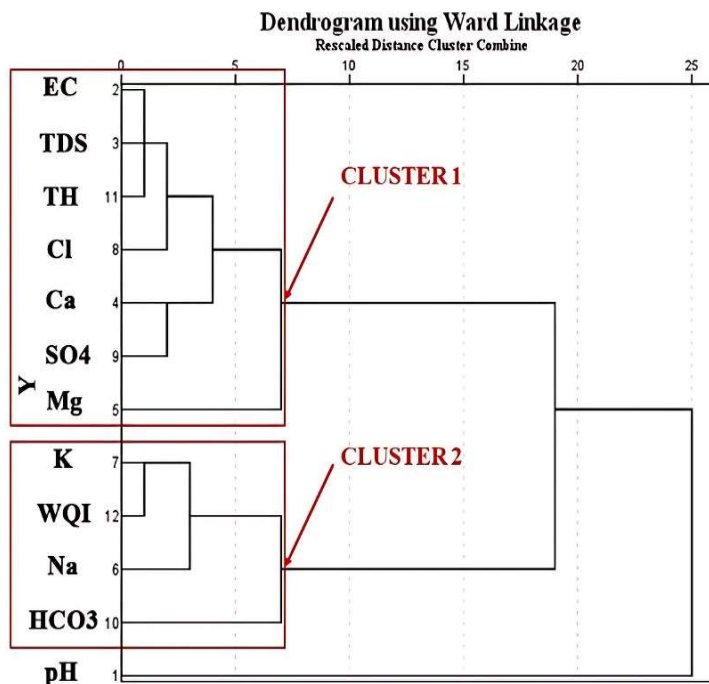 Dendrogram using Ward Linkage
Rescaled Distance Cluster Combine
0 5 10 15 20 25
EC 2
TDS 3
TH 11
CLUSTER 1
Cl 8
Ca 4
SO4 9
Y
Mg 5
K 7
CLUSTER 2
WQI 12
Na 6
HCO3 10
pH 1